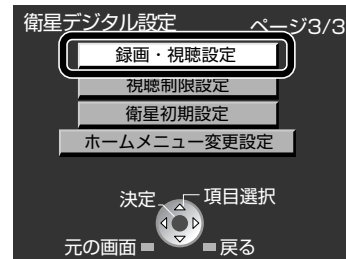 衛星デジタル設定 ページ3/3
録画・視聴設定
視聴制限設定
衛星初期設定
ホームメニュー変更設定
決定 項目選択
元の画面 戻る